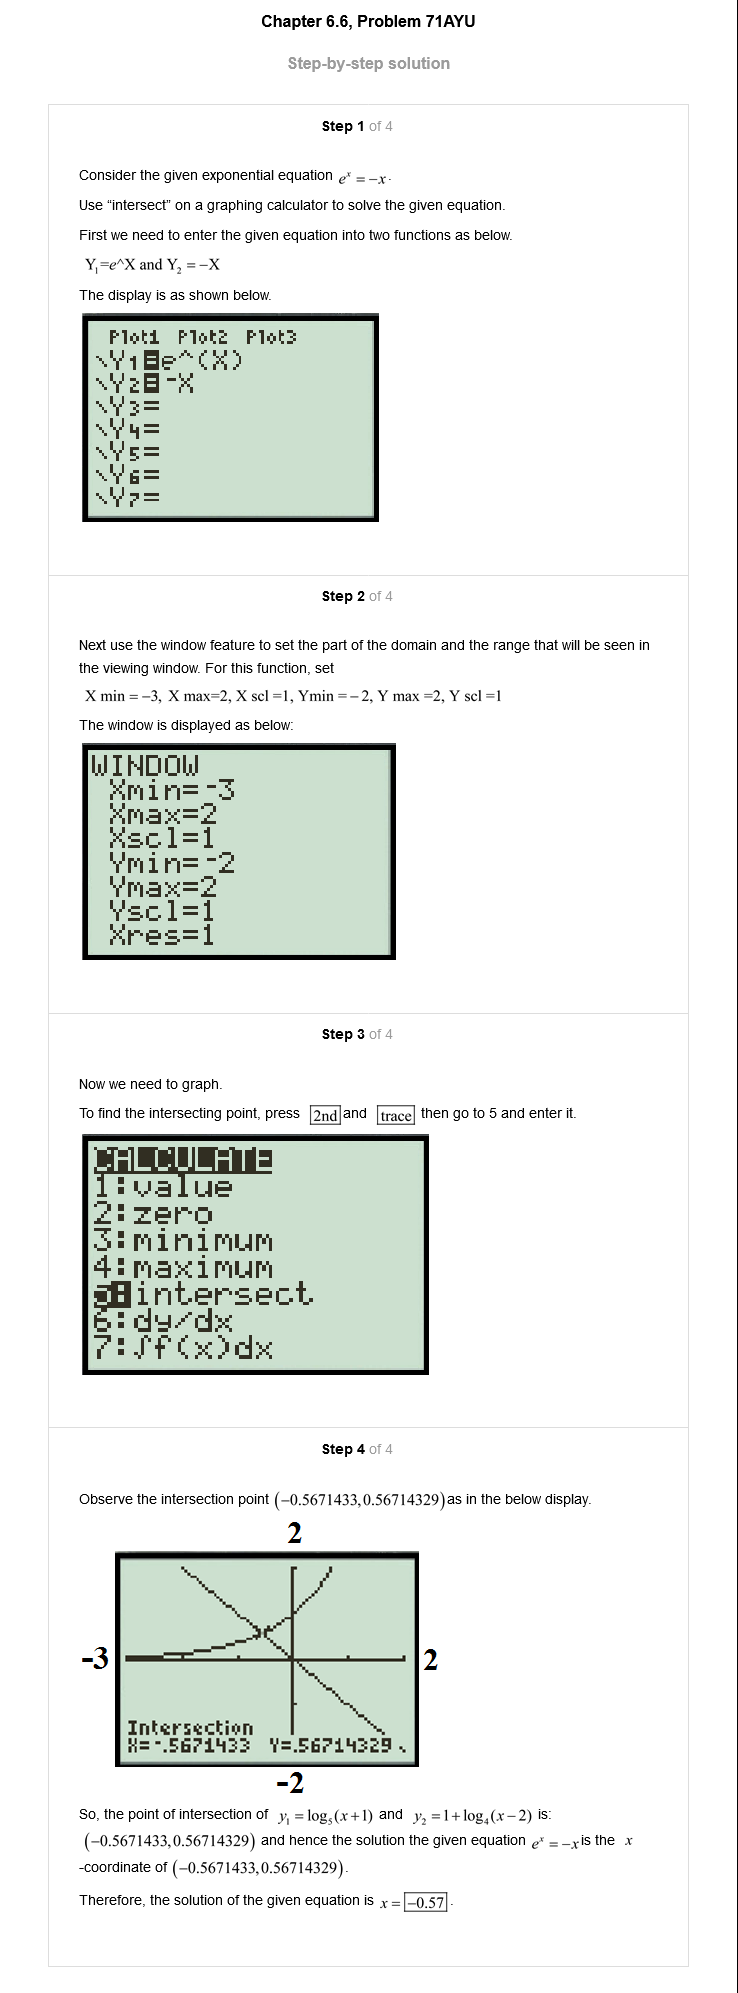 Chapter 6.6, Problem 71AYU
Step-by-step solution
Step 1 of 4
Consider the given exponential equation eˣ = −x.
Use “intersect” on a graphing calculator to solve the given equation.
First we need to enter the given equation into two functions as below.
Y₁=e^X and Y₂ = −X
The display is as shown below.
Plot1 Plot2 Plot3
\Y1=e^(X)
\Y2=-X
\Y3=
\Y4=
\Y5=
\Y6=
\Y7=
Step 2 of 4
Next use the window feature to set the part of the domain and the range that will be seen in
the viewing window. For this function, set
X min = −3, X max=2, X scl =1, Ymin = − 2, Y max =2, Y scl =1
The window is displayed as below:
WINDOW
Xmin=-3
Xmax=2
Xscl=1
Ymin=-2
Ymax=2
Yscl=1
Xres=1
Step 3 of 4
Now we need to graph.
To find the intersecting point, press 2nd and trace then go to 5 and enter it.
CALCULATE
1:value
2:zero
3:minimum
4:maximum
5:intersect
6:dy/dx
7:∫f(x)dx
Step 4 of 4
Observe the intersection point (−0.5671433, 0.56714329) as in the below display.
2
-3
2
Intersection
X=-.5671433 Y=.56714329
-2
So, the point of intersection of y₁ = log₅(x+1) and y₂ = 1+log₄(x−2) is:
(−0.5671433, 0.56714329) and hence the solution the given equation eˣ = −x is the x
-coordinate of (−0.5671433, 0.56714329).
Therefore, the solution of the given equation is x = −0.57.